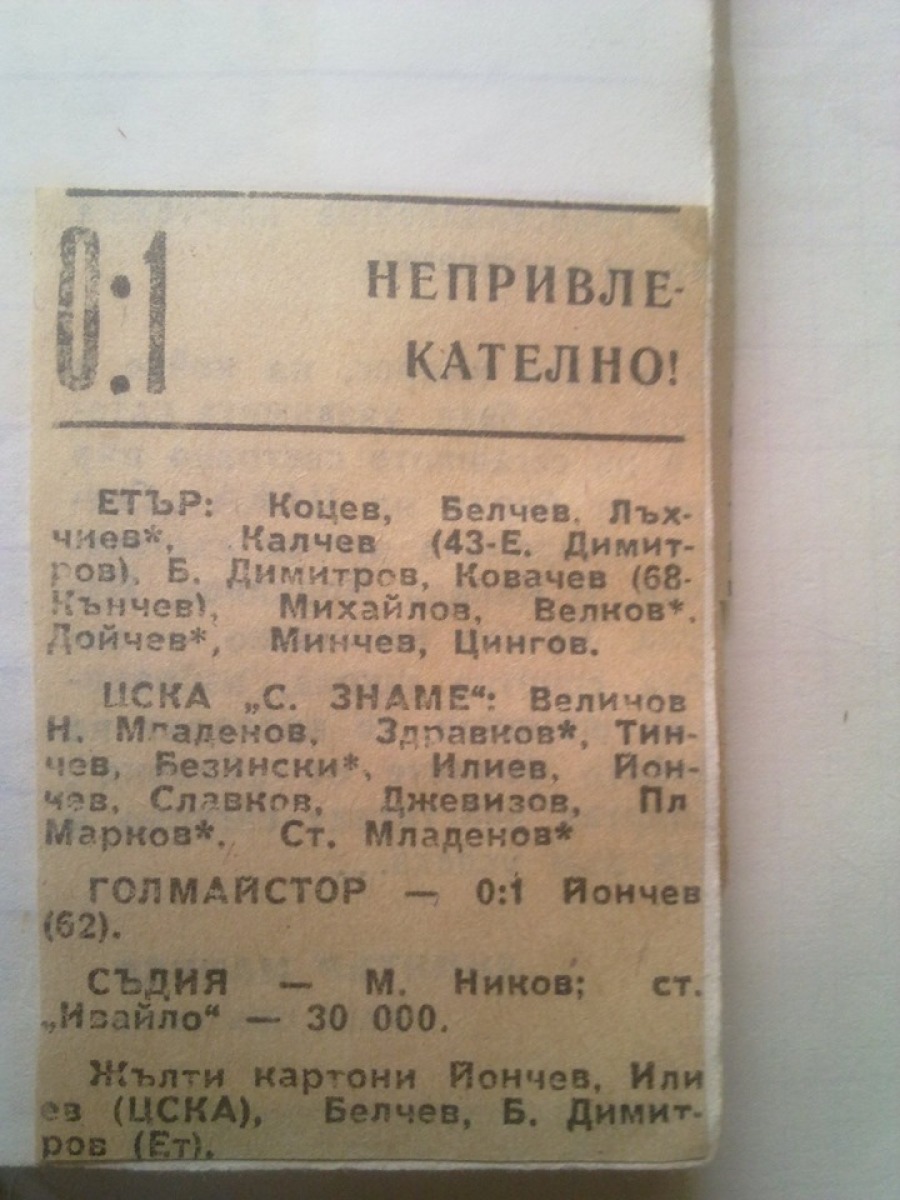 0:1
НЕПРИВЛЕ-
КАТЕЛНО!
ЕТЪР: Коцев, Белчев, Лъх-
чиев*, Калчев (43-Е. Димит-
ров), Б. Димитров, Ковачев (68-
Кънчев), Михайлов, Велков*,
Дойчев*, Минчев, Цингов.
ЦСКА „С. ЗНАМЕ“: Величов
Н. Младенов, Здравков*, Тин-
чев, Безински*, Илиев, Йон-
чев, Славков, Джевизов, Пл
Марков*, Ст. Младенов*
ГОЛМАЙСТОР — 0:1 Йончев
(62).
СЪДИЯ — М. Ников; ст.
„Ивайло“ — 30 000.
Жълти картони Йончев, Или
ев (ЦСКА), Белчев, Б. Димит-
ров (Ет).